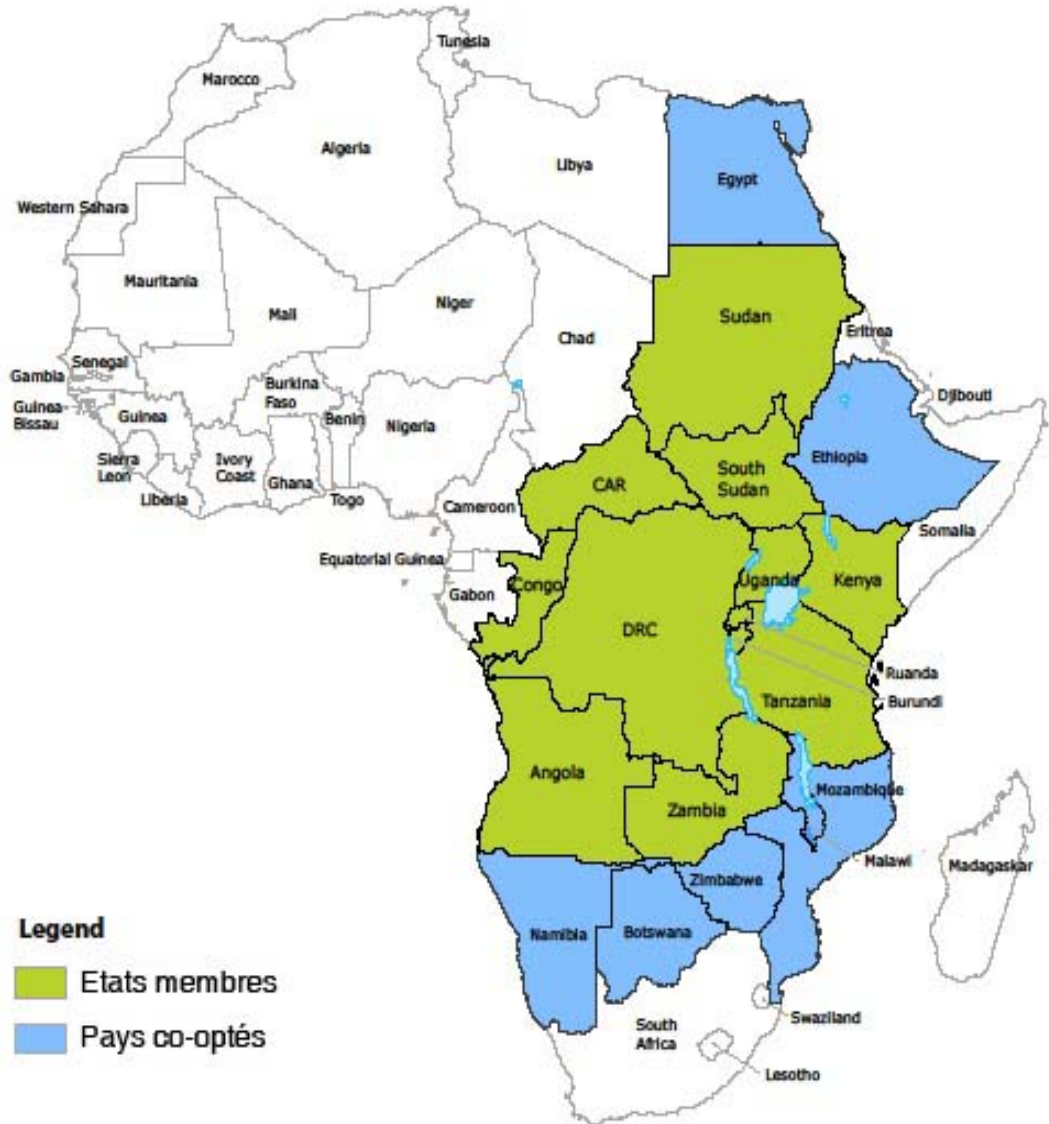 Tunesia
Marocco
Algeria
Libya
Egypt
Western Sahara
Mauritania
Mali
Niger
Chad
Sudan
Eritrea
Senegal
Gambia
Guinea-
Bissau
Guinea
Burkina
Faso
Benin
Nigeria
Djibouti
Sierra
Leon
Ivory
Coast
Ghana
Liberia
Togo
Cameroon
CAR
South
Sudan
Ethiopia
Somalia
Equatorial Guinea
Gabon
Congo
Uganda
Kenya
DRC
Ruanda
Burundi
Tanzania
Angola
Zambia
Mozambique
Malawi
Madagaskar
Zimbabwe
Namibia
Botswana
Swaziland
South
Africa
Lesotho
Legend
Etats membres
Pays co-optés